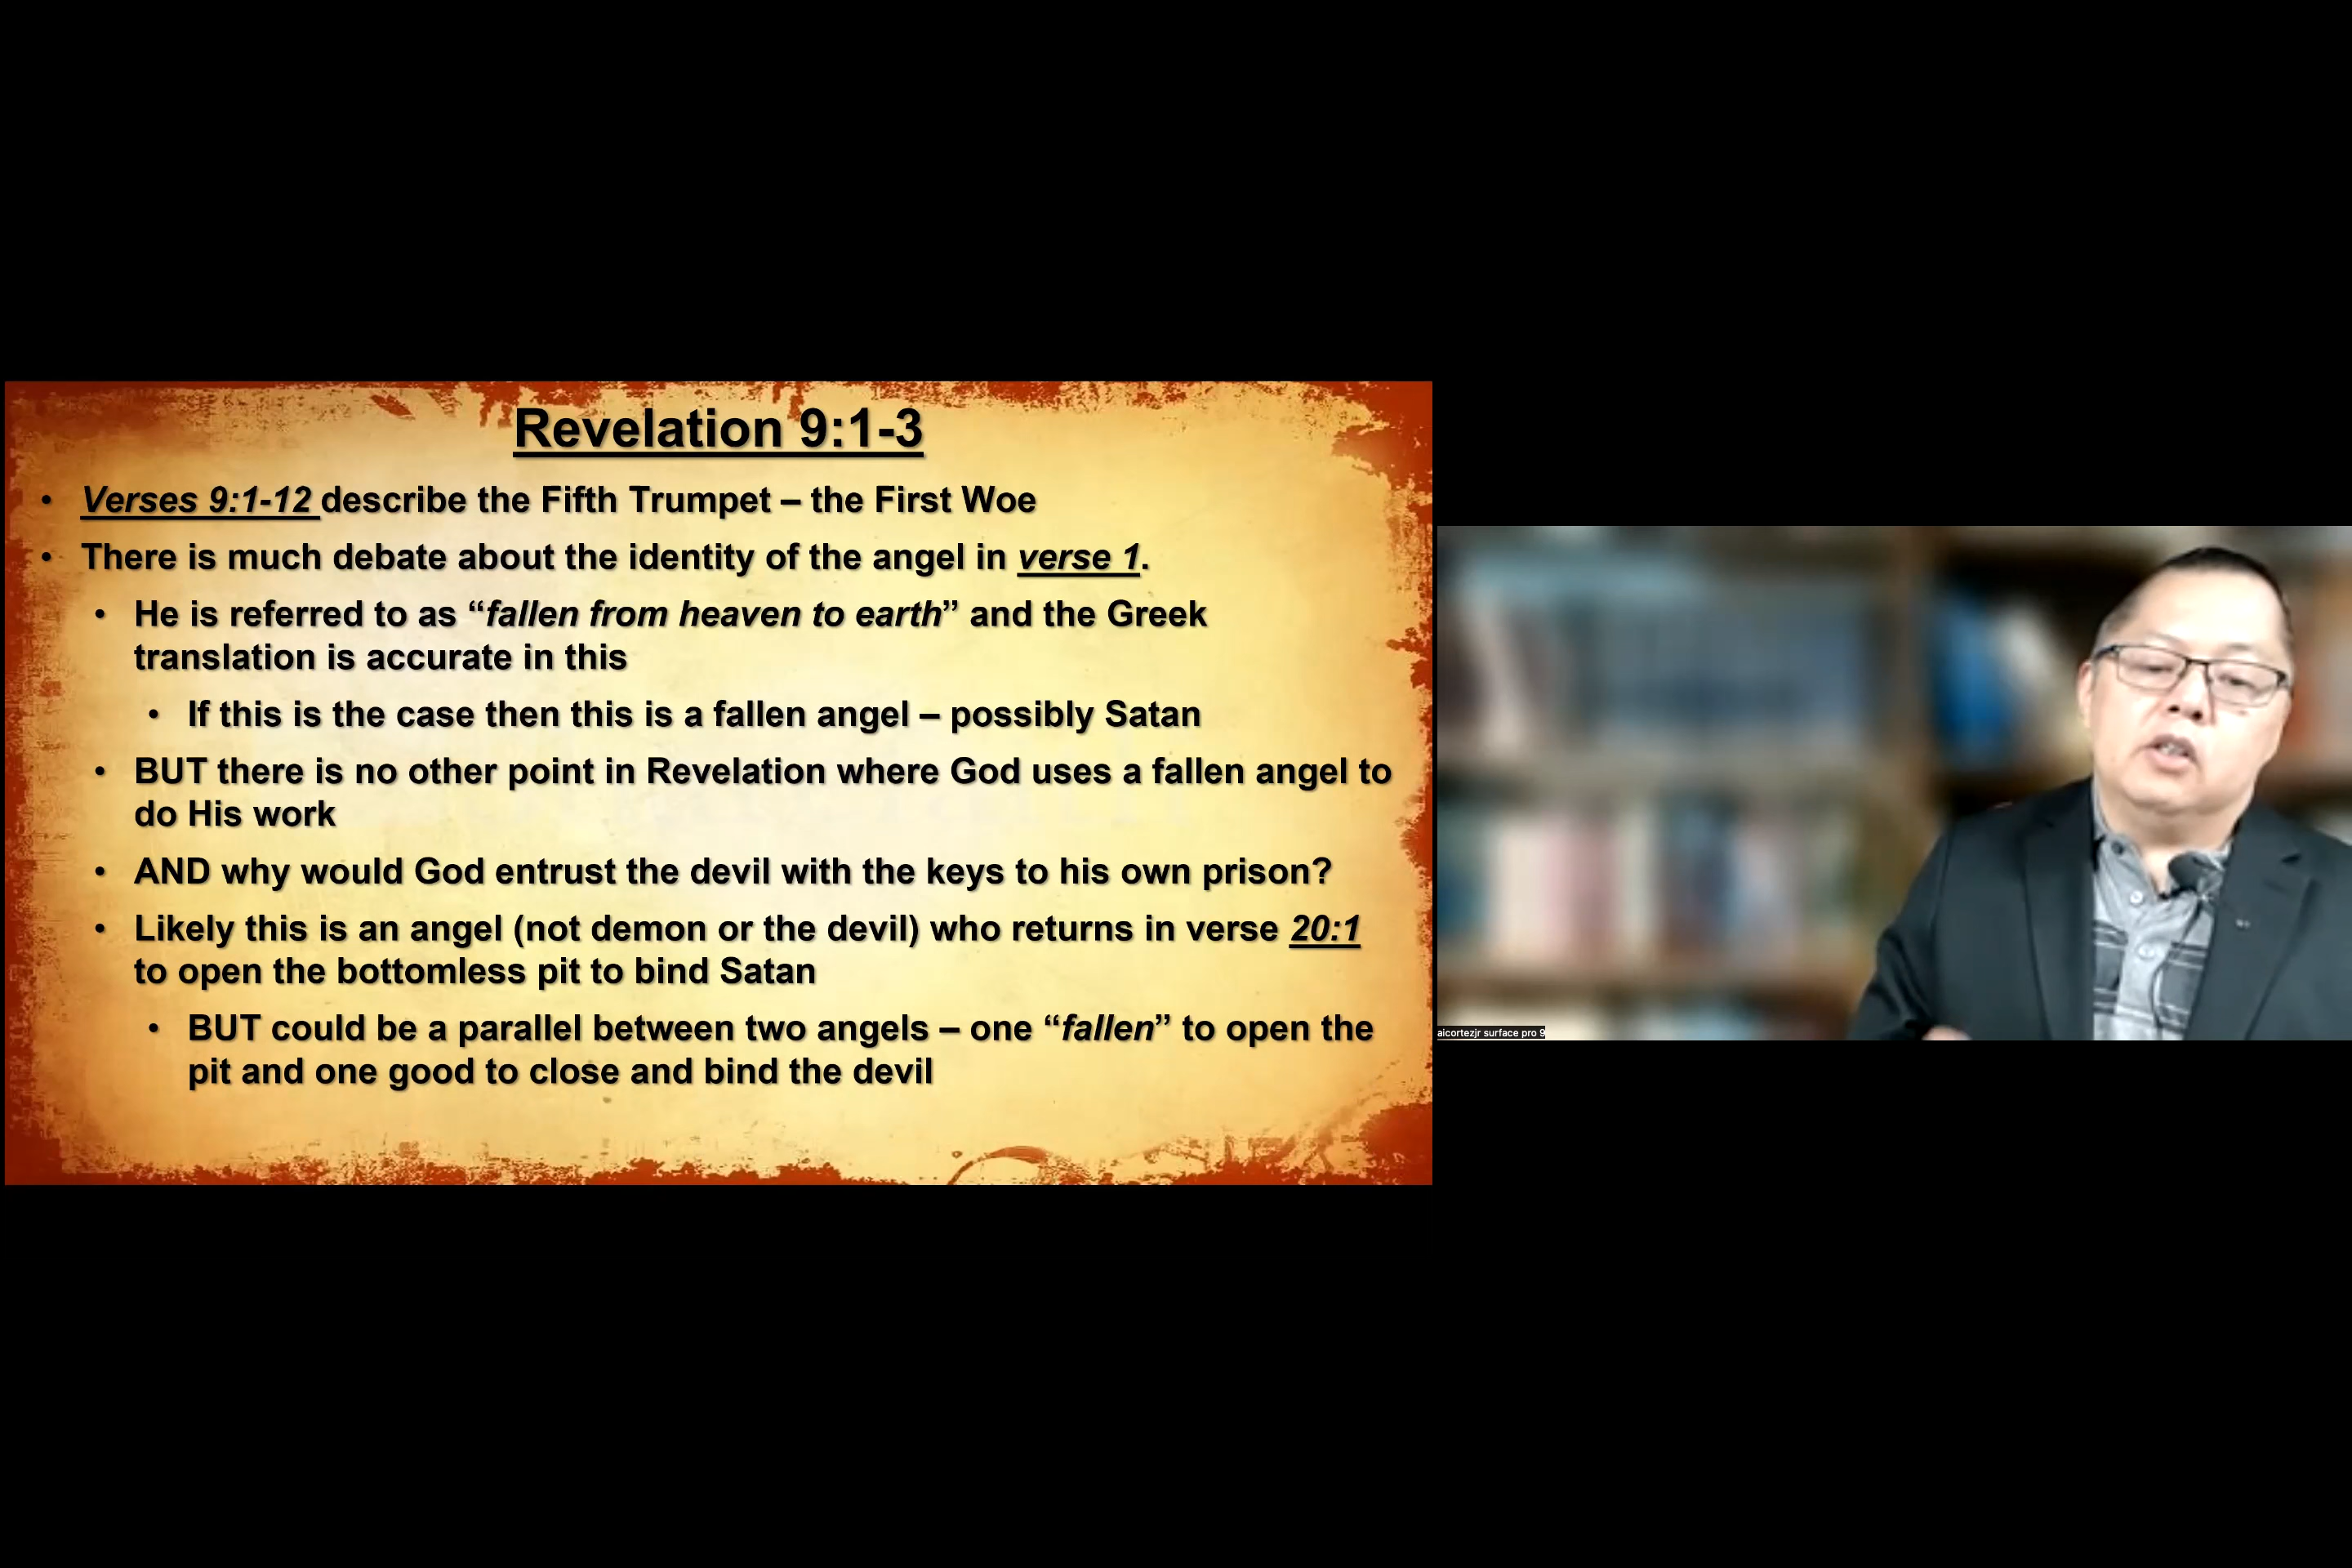 Revelation 9:1-3
• Verses 9:1-12 describe the Fifth Trumpet – the First Woe
• There is much debate about the identity of the angel in verse 1.
• He is referred to as “fallen from heaven to earth” and the Greek
translation is accurate in this
• If this is the case then this is a fallen angel – possibly Satan
• BUT there is no other point in Revelation where God uses a fallen angel to
do His work
• AND why would God entrust the devil with the keys to his own prison?
• Likely this is an angel (not demon or the devil) who returns in verse 20:1
to open the bottomless pit to bind Satan
• BUT could be a parallel between two angels – one “fallen” to open the
pit and one good to close and bind the devil
aicortezjr surface pro 9